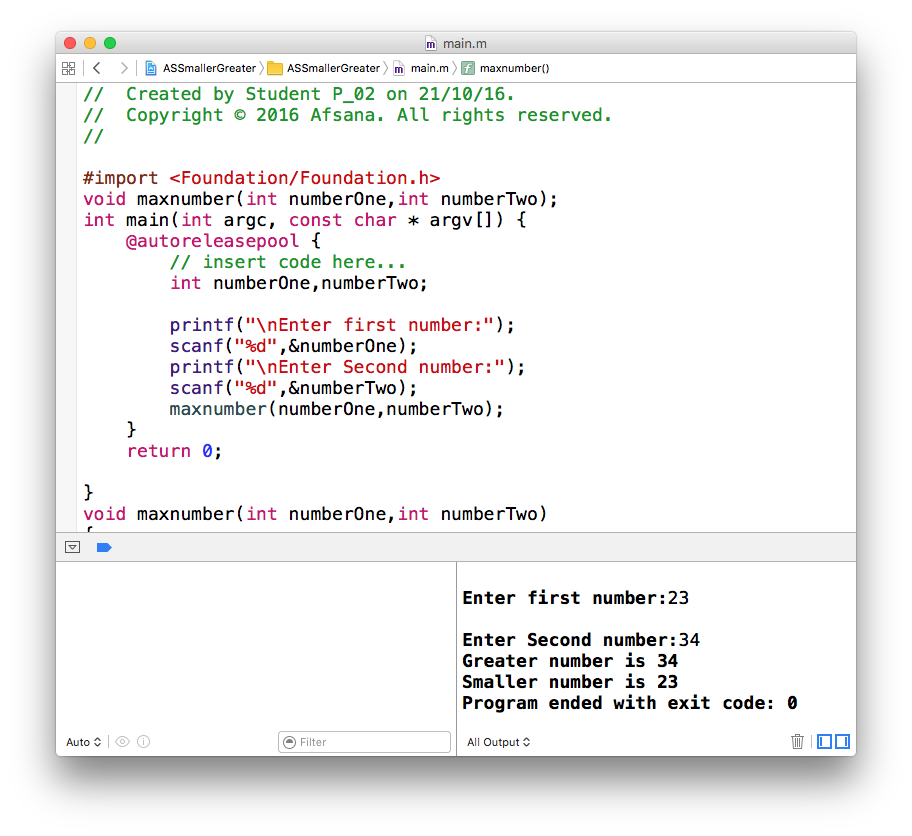 main.m
ASSmallerGreater ASSmallerGreater m main.m f maxnumber()
// Created by Student P_02 on 21/10/16.
// Copyright © 2016 Afsana. All rights reserved.
//
#import <Foundation/Foundation.h>
void maxnumber(int numberOne,int numberTwo);
int main(int argc, const char * argv[]) {
@autoreleasepool {
// insert code here...
int numberOne,numberTwo;
printf("\nEnter first number:");
scanf("%d",&numberOne);
printf("\nEnter Second number:");
scanf("%d",&numberTwo);
maxnumber(numberOne,numberTwo);
}
return 0;
}
void maxnumber(int numberOne,int numberTwo)
{
Enter first number:23
Enter Second number:34
Greater number is 34
Smaller number is 23
Program ended with exit code: 0
Auto
Filter
All Output